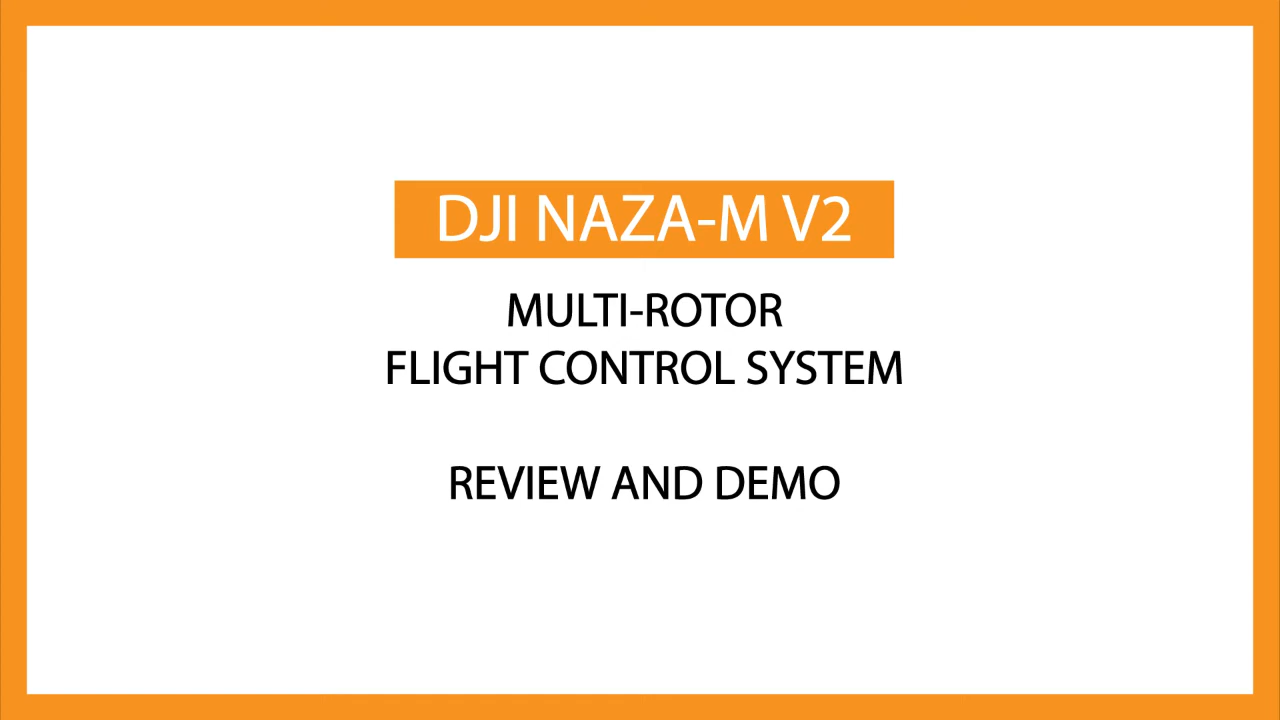 DJI NAZA-M V2
MULTI-ROTOR
FLIGHT CONTROL SYSTEM
REVIEW AND DEMO